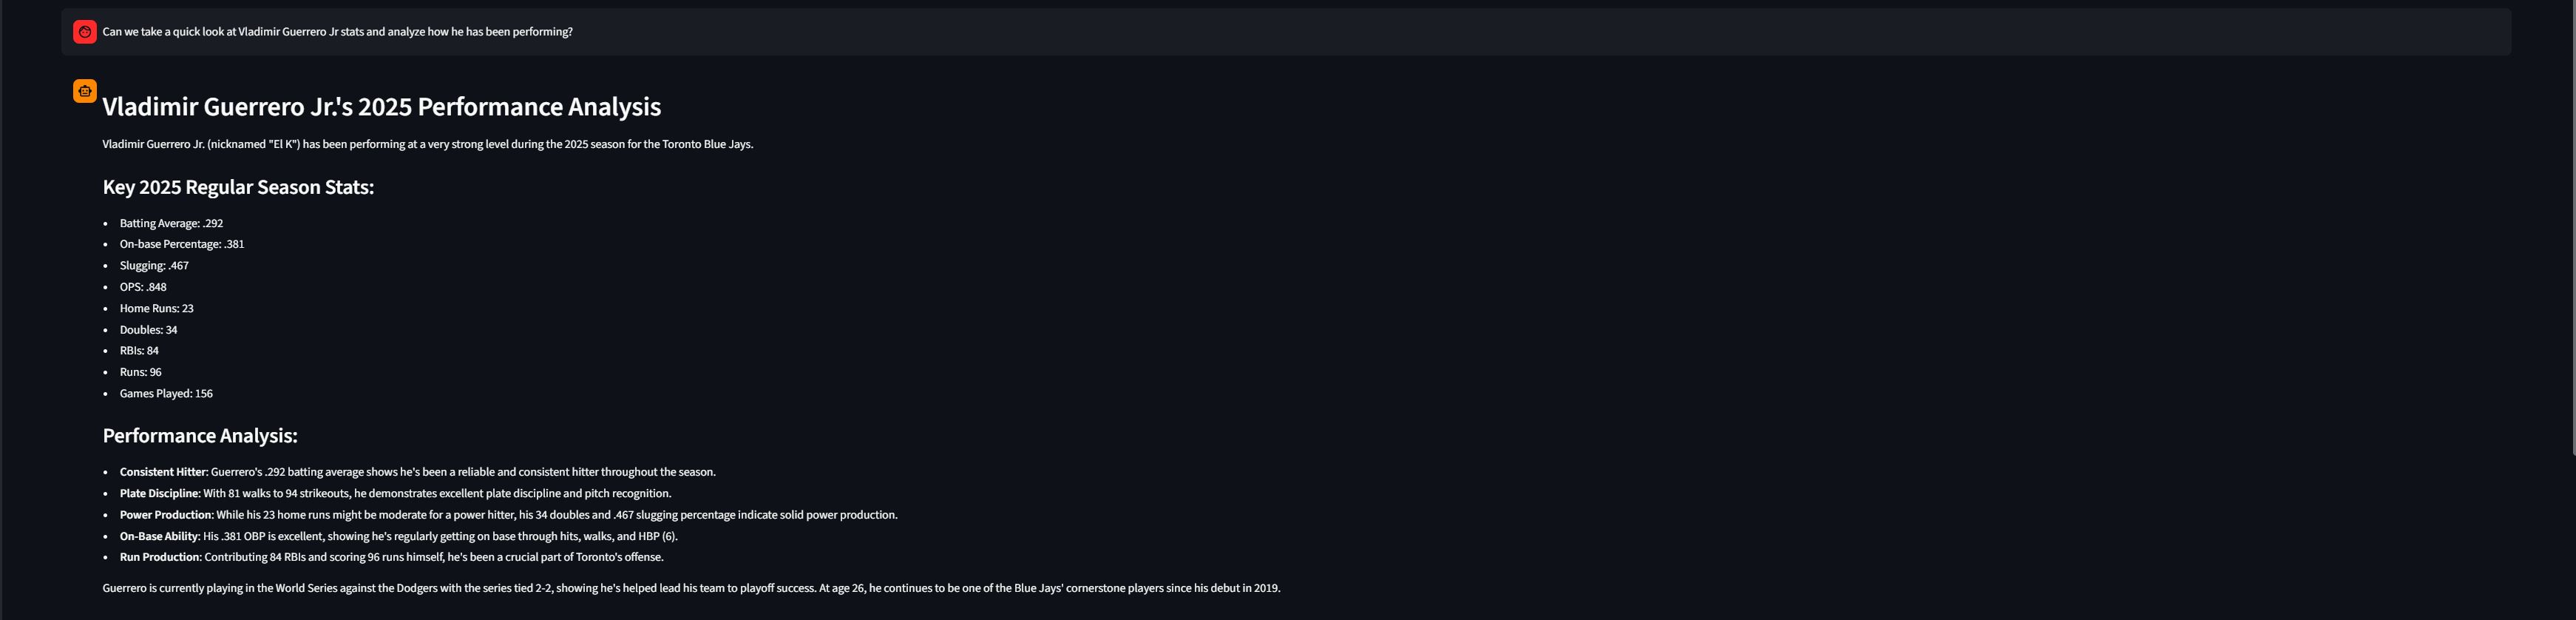 Can we take a quick look at Vladimir Guerrero Jr stats and analyze how he has been performing?
Vladimir Guerrero Jr.'s 2025 Performance Analysis
Vladimir Guerrero Jr. (nicknamed "El K") has been performing at a very strong level during the 2025 season for the Toronto Blue Jays.
Key 2025 Regular Season Stats:
• Batting Average: .292
• On-base Percentage: .381
• Slugging: .467
• OPS: .848
• Home Runs: 23
• Doubles: 34
• RBIs: 84
• Runs: 96
• Games Played: 156
Performance Analysis:
• Consistent Hitter: Guerrero's .292 batting average shows he's been a reliable and consistent hitter throughout the season.
• Plate Discipline: With 81 walks to 94 strikeouts, he demonstrates excellent plate discipline and pitch recognition.
• Power Production: While his 23 home runs might be moderate for a power hitter, his 34 doubles and .467 slugging percentage indicate solid power production.
• On-Base Ability: His .381 OBP is excellent, showing he's regularly getting on base through hits, walks, and HBP (6).
• Run Production: Contributing 84 RBIs and scoring 96 runs himself, he's been a crucial part of Toronto's offense.
Guerrero is currently playing in the World Series against the Dodgers with the series tied 2-2, showing he's helped lead his team to playoff success. At age 26, he continues to be one of the Blue Jays' cornerstone players since his debut in 2019.